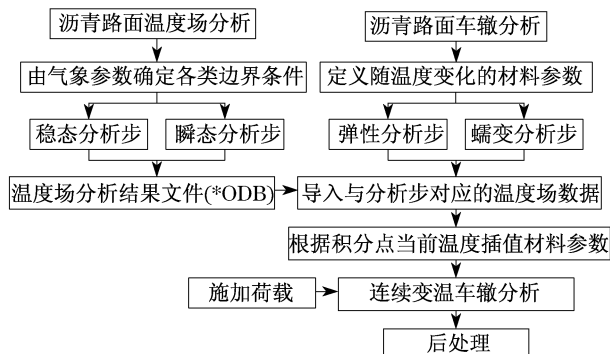 沥青路面温度场分析
沥青路面车辙分析
由气象参数确定各类边界条件
定义随温度变化的材料参数
稳态分析步
瞬态分析步
弹性分析步
蠕变分析步
温度场分析结果文件(*ODB)
导入与分析步对应的温度场数据
根据积分点当前温度插值材料参数
施加荷载
连续变温车辙分析
后处理